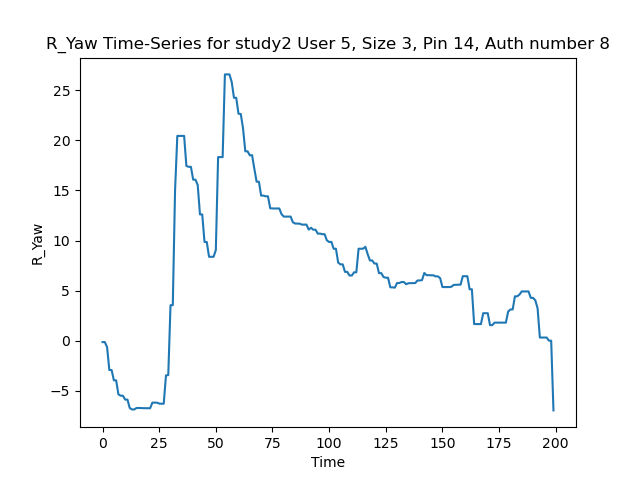 R_Yaw Time-Series for study2 User 5, Size 3, Pin 14, Auth number 8
R_Yaw
25
20
15
10
5
0
−5
0 25 50 75 100 125 150 175 200
Time